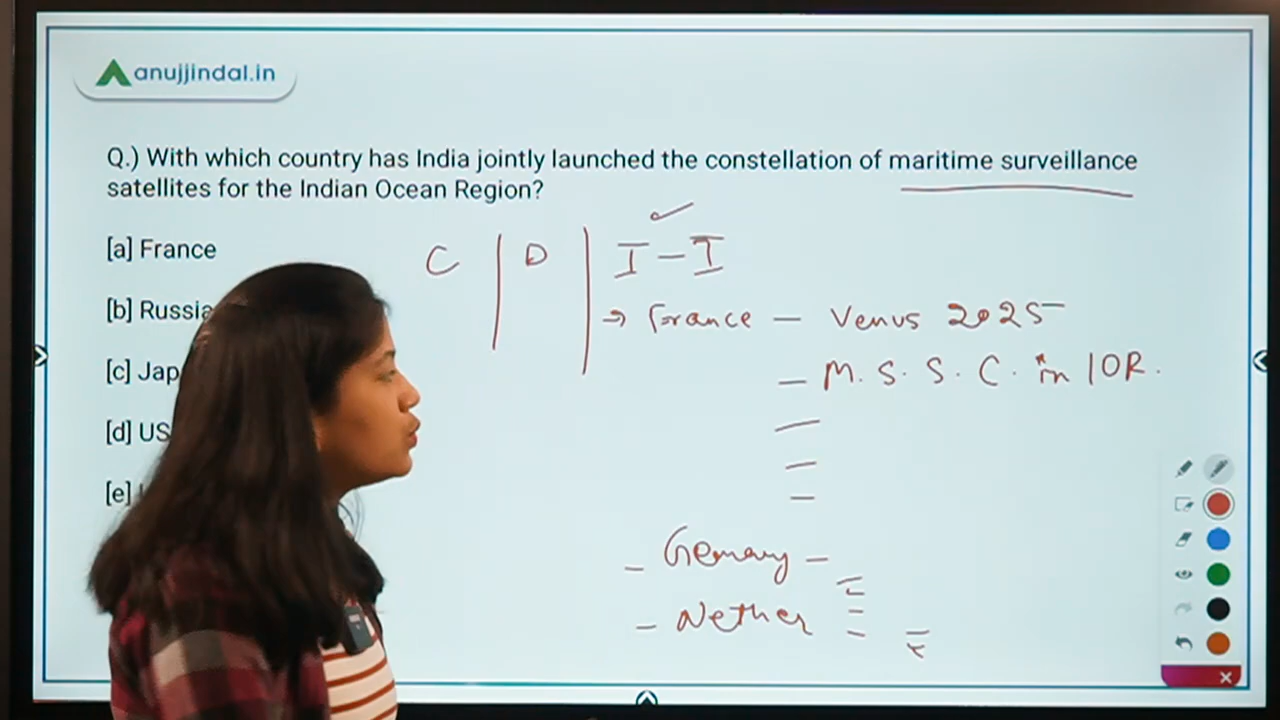 anujjindal.in
Q.) With which country has India jointly launched the constellation of maritime surveillance
satellites for the Indian Ocean Region?
[a] France
[b] Russia
[c] Jap
[d] US
[e]
C | D | I - I
→ France - Venus 2025
- M. S. S. C. in IOR.
- Gemany -
- Nether